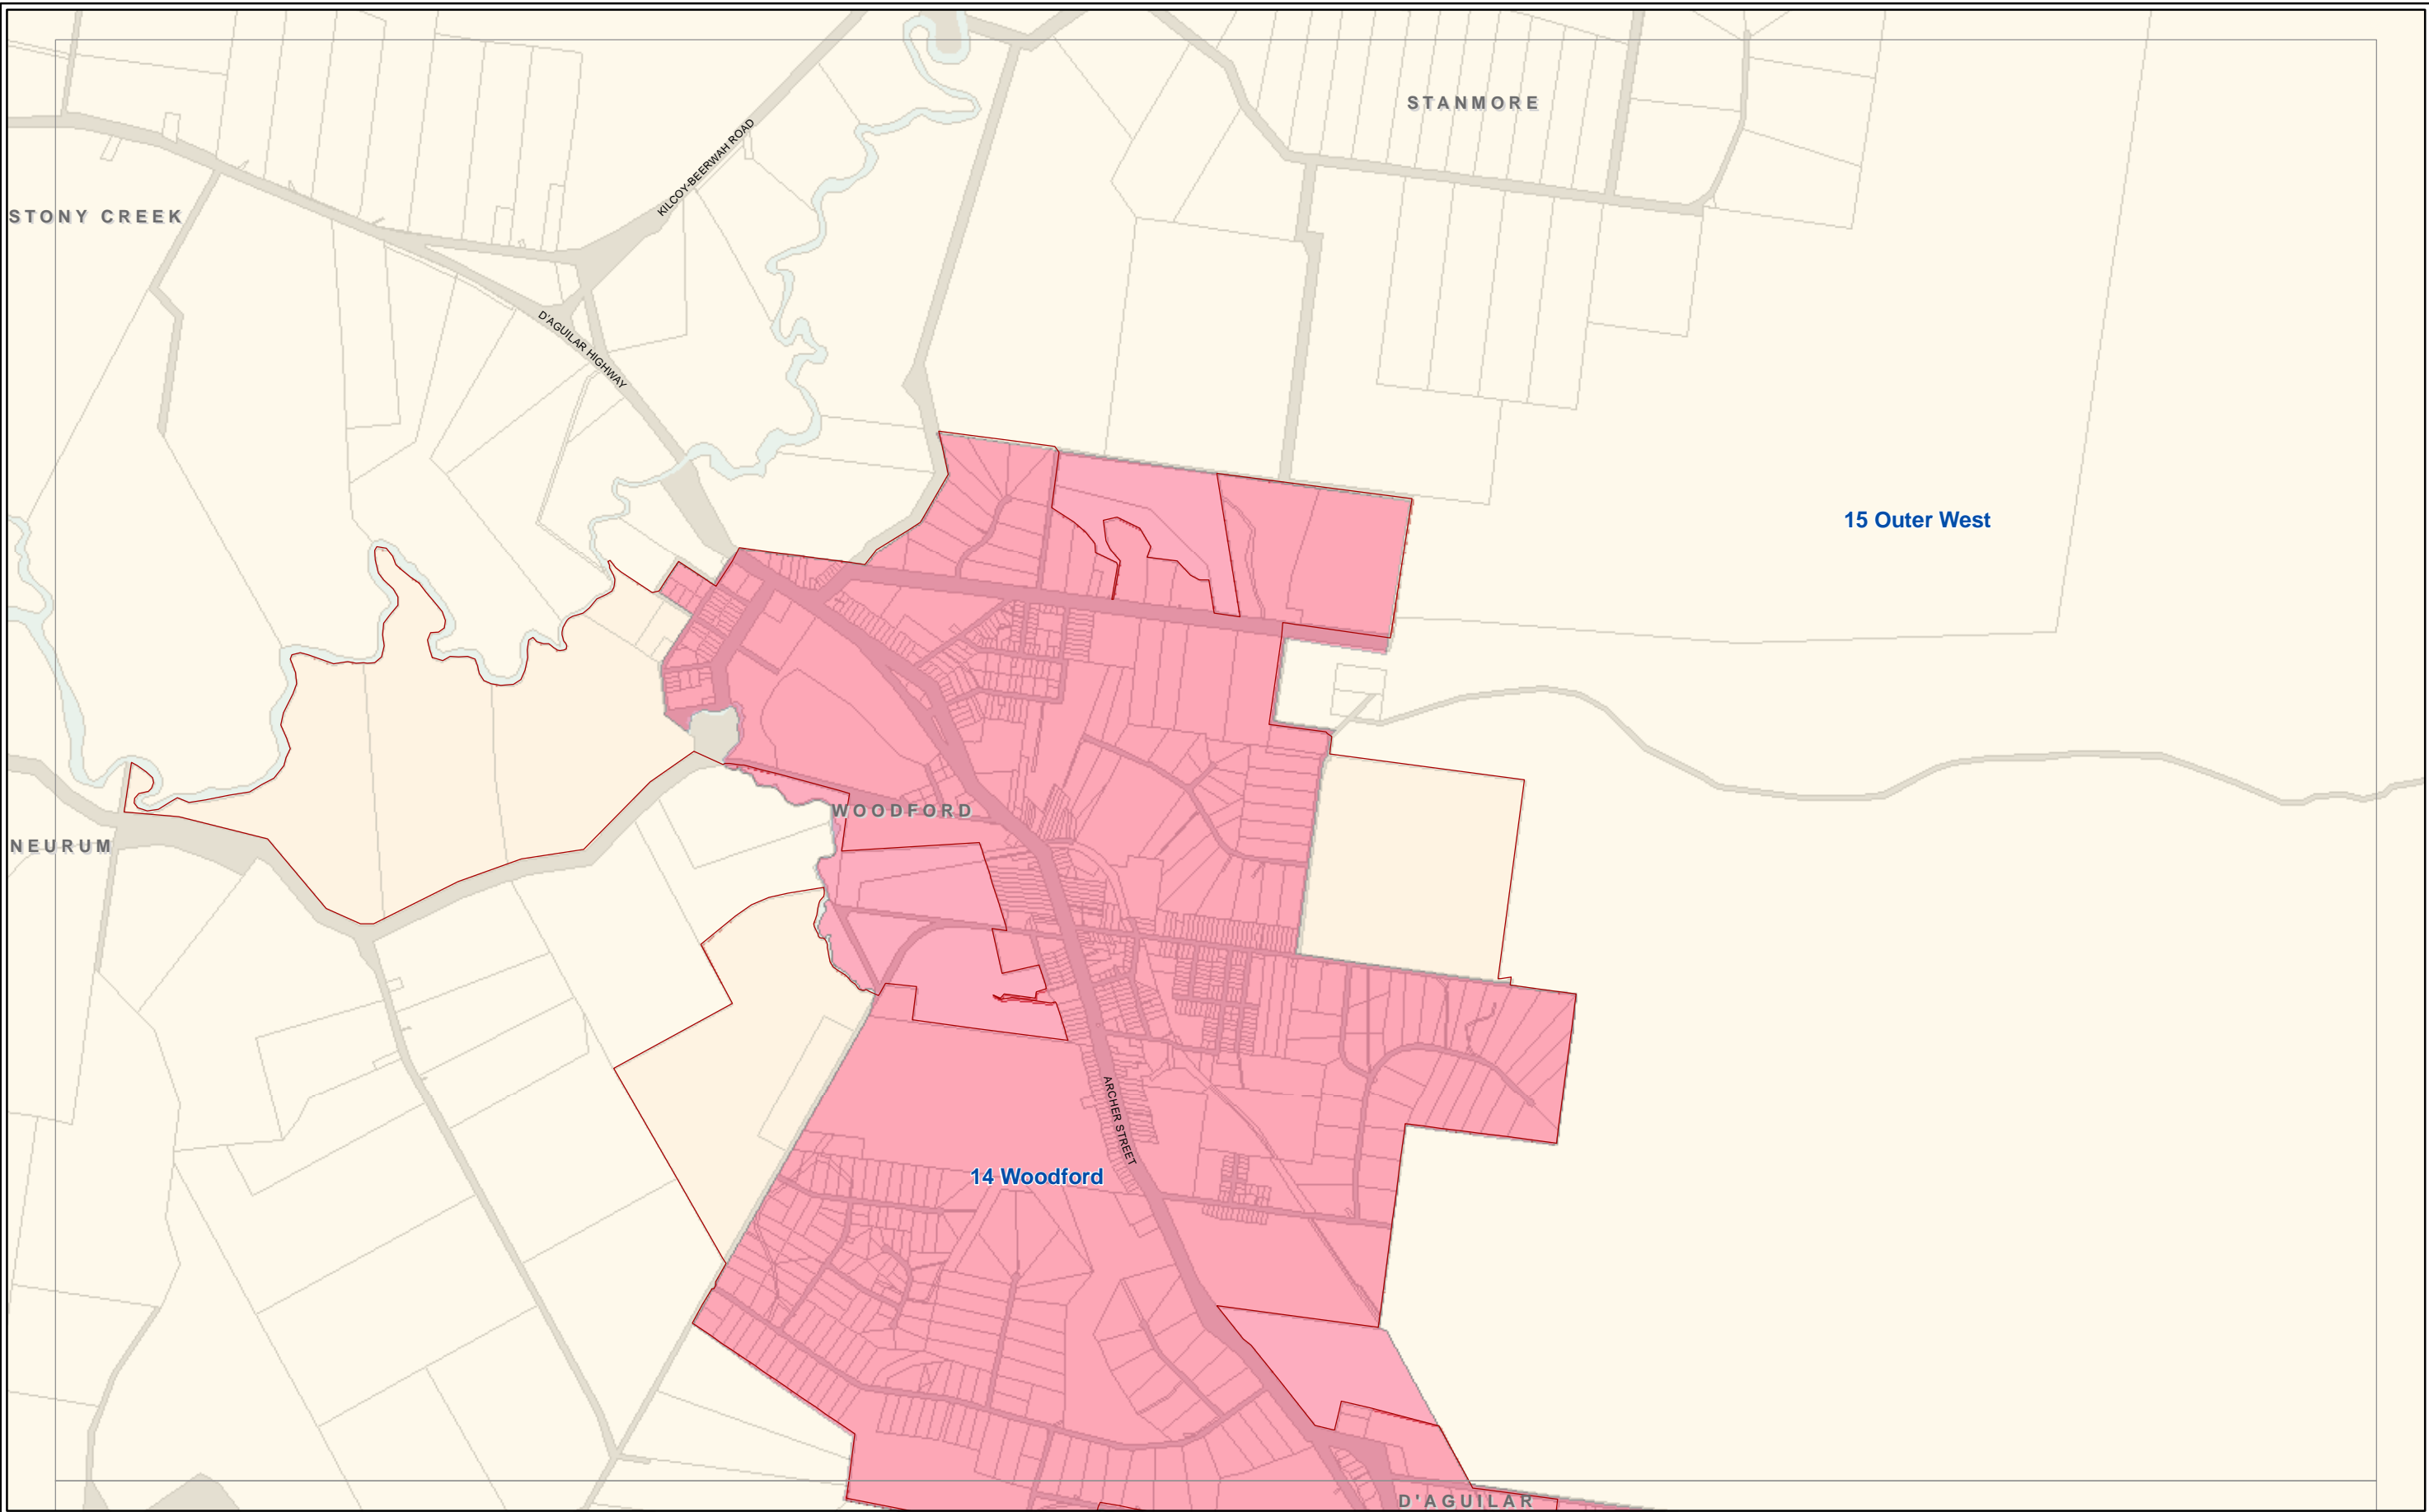 STANMORE
KILCOY-BEERWAH ROAD
STONY CREEK
D'AGUILAR HIGHWAY
15 Outer West
WOODFORD
NEURUM
ARCHER STREET
14 Woodford
D'AGUILAR